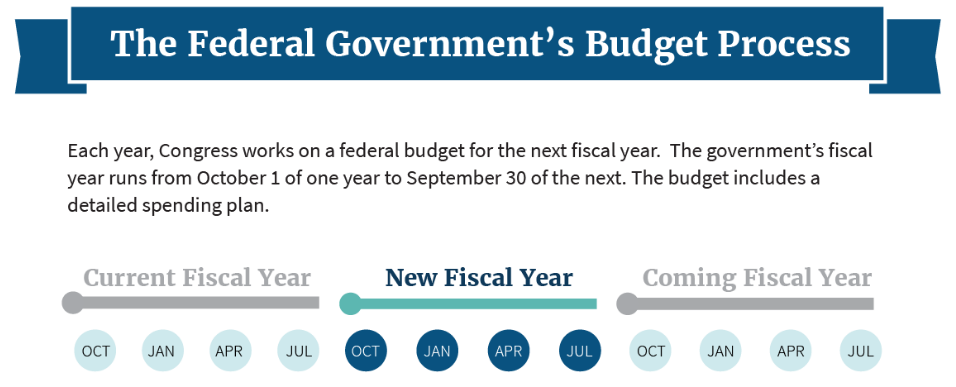 The Federal Government’s Budget Process
Each year, Congress works on a federal budget for the next fiscal year.  The government’s fiscal
year runs from October 1 of one year to September 30 of the next. The budget includes a
detailed spending plan.
Current Fiscal Year New Fiscal Year Coming Fiscal Year
OCT JAN APR JUL OCT JAN APR JUL OCT JAN APR JUL